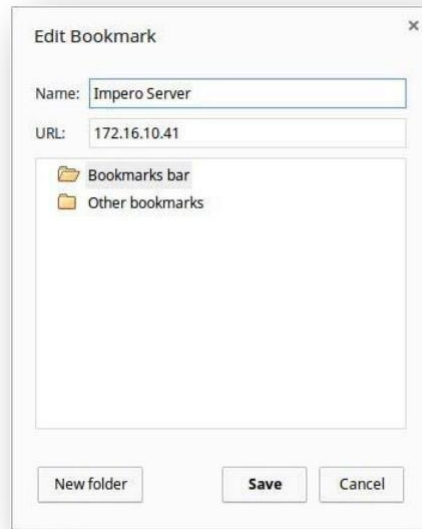 Edit Bookmark
Name: Impero Server
URL: 172.16.10.41
Bookmarks bar
Other bookmarks
New folder Save Cancel